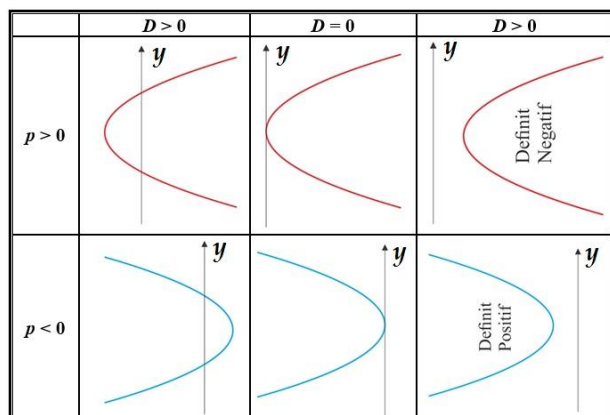 D > 0
D = 0
D > 0
p > 0
y
y
y
Definit
Negatif
p < 0
y
y
y
Definit
Positif